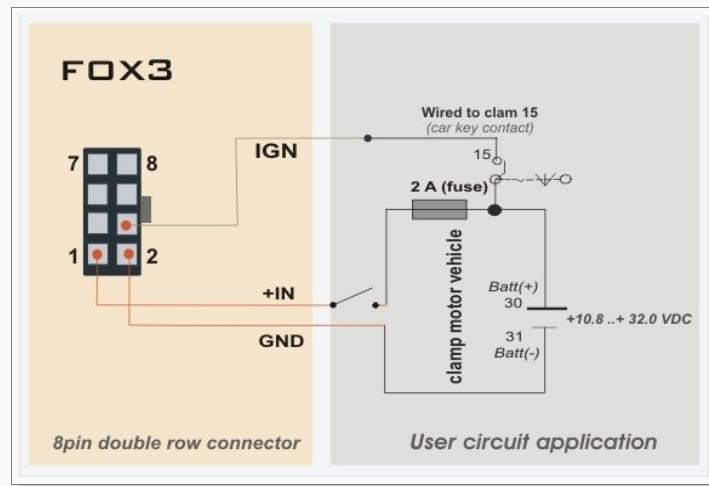 FOX3
Wired to clam 15
(car key contact)
IGN
15
7 8
2 A (fuse)
1 2
clamp motor vehicle
+IN
Batt(+)
30
+10.8 ..+ 32.0 VDC
GND
31
Batt(-)
8pin double row connector
User circuit application